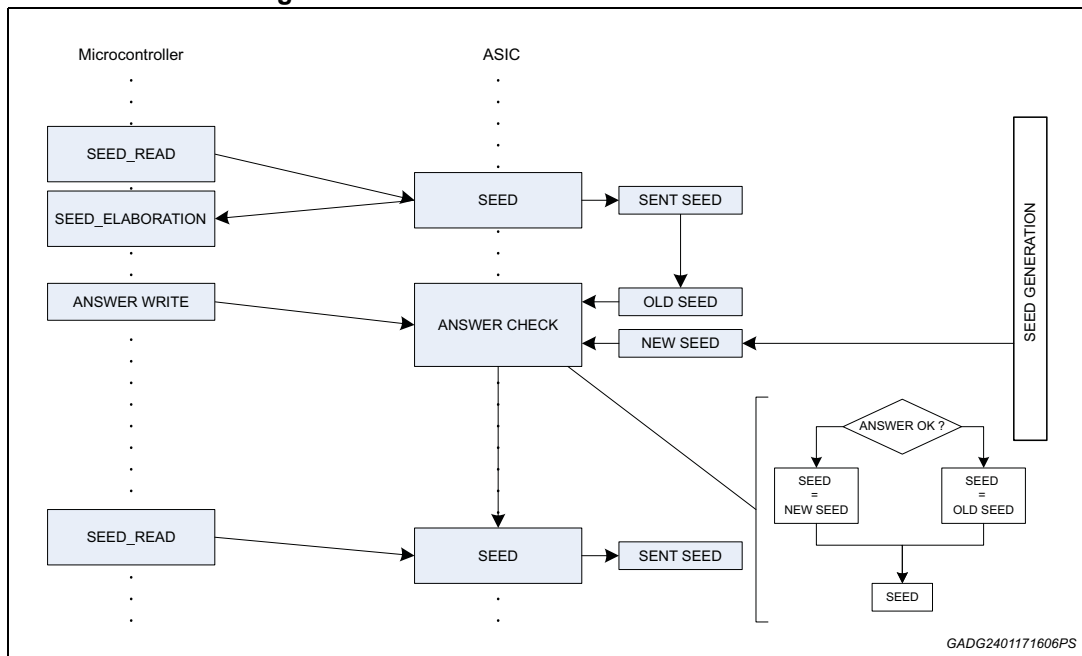 Microcontroller
ASIC
SEED_READ
SEED
SENT SEED
SEED_ELABORATION
ANSWER WRITE
ANSWER CHECK
OLD SEED
NEW SEED
SEED GENERATION
ANSWER OK ?
SEED
=
NEW SEED
SEED
=
OLD SEED
SEED_READ
SEED
SENT SEED
SEED
GADG2401171606PS